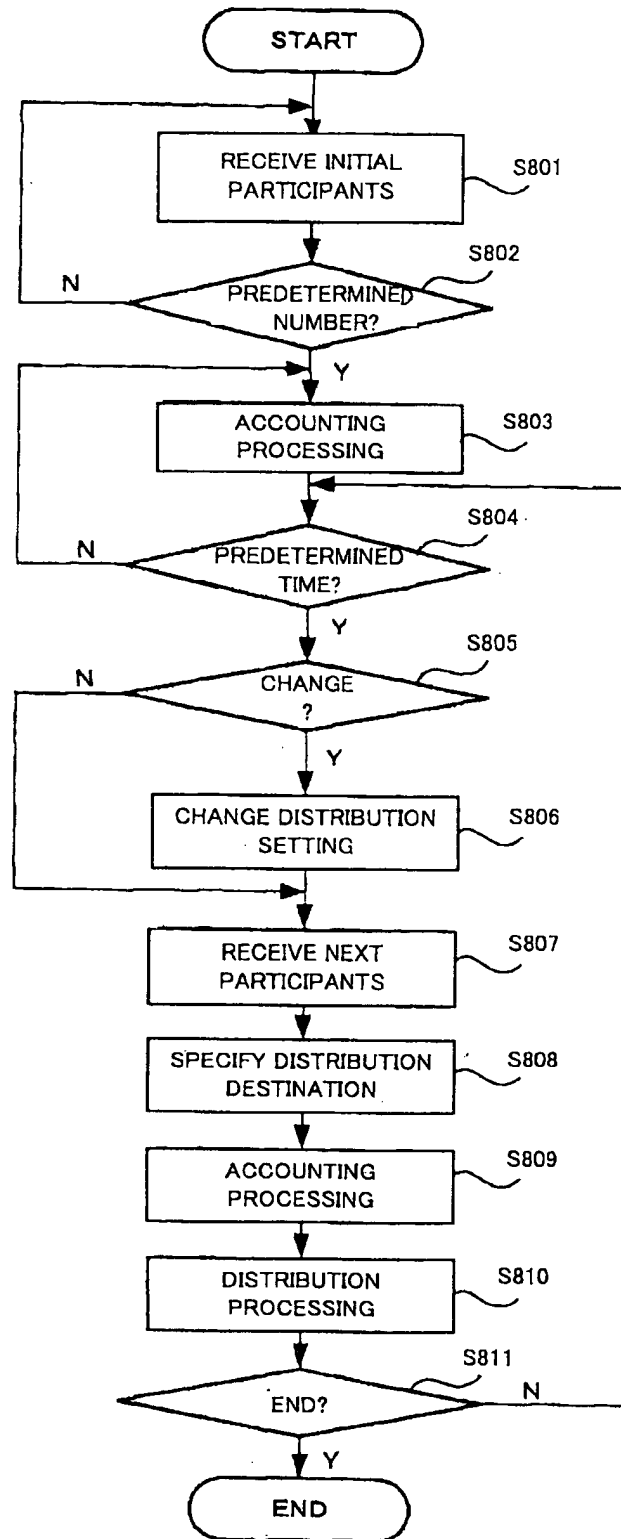 START
RECEIVE INITIAL
PARTICIPANTS
S801
S802
N
PREDETERMINED
NUMBER?
Y
ACCOUNTING
PROCESSING
S803
S804
N
PREDETERMINED
TIME?
Y
S805
N
CHANGE
?
Y
CHANGE DISTRIBUTION
SETTING
S806
RECEIVE NEXT
PARTICIPANTS
S807
SPECIFY DISTRIBUTION
DESTINATION
S808
ACCOUNTING
PROCESSING
S809
DISTRIBUTION
PROCESSING
S810
S811
END?
N
Y
END